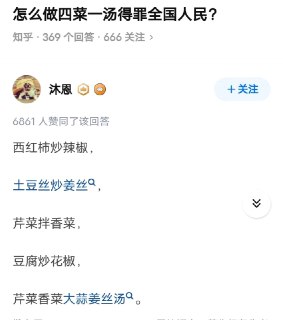 怎么做四菜一汤得罪全国人民?
知乎 · 369 个回答 · 666 关注 >
沐恩
+ 关注
6861 人赞同了该回答
西红柿炒辣椒，
土豆丝炒姜丝，
芹菜拌香菜，
豆腐炒花椒，
芹菜香菜大蒜姜丝汤。